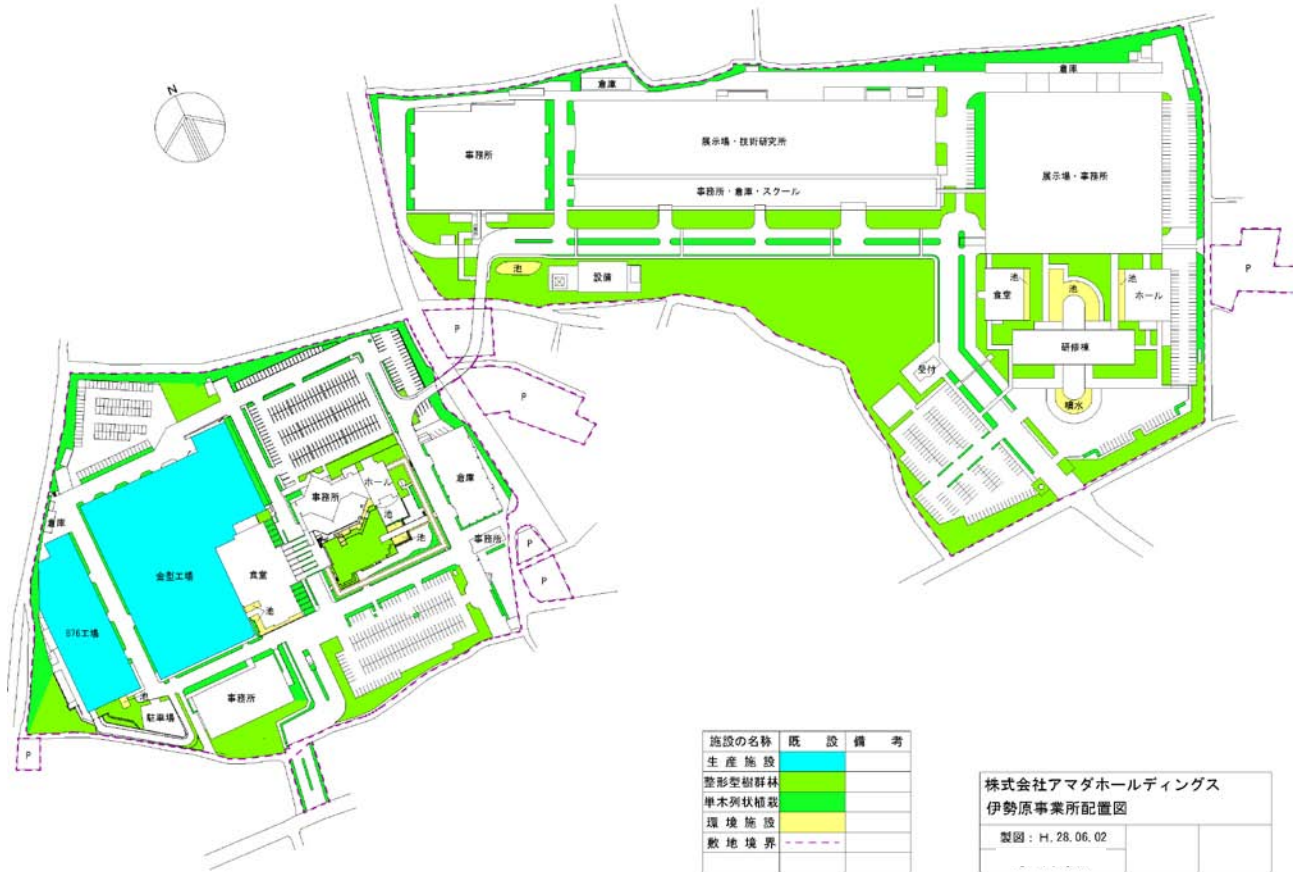 N
倉庫
倉庫
事務所
展示場・技術研究所
事務所・倉庫・スクール
展示場・事務所
池
設備
P
池
食堂
池
池
ホール
研修棟
受付
噴水
P
P
倉庫
事務所
ホール
池
池
倉庫
事務所
P
P
金型工場
食堂
池
676工場
池
駐車場
事務所
P
施設の名称 既 設 備 考
生産施設
整形型樹群林
単木列状植栽
環境施設
敷地境界
株式会社アマダホールディングス
伊勢原事業所配置図
製図：H.28.06.02